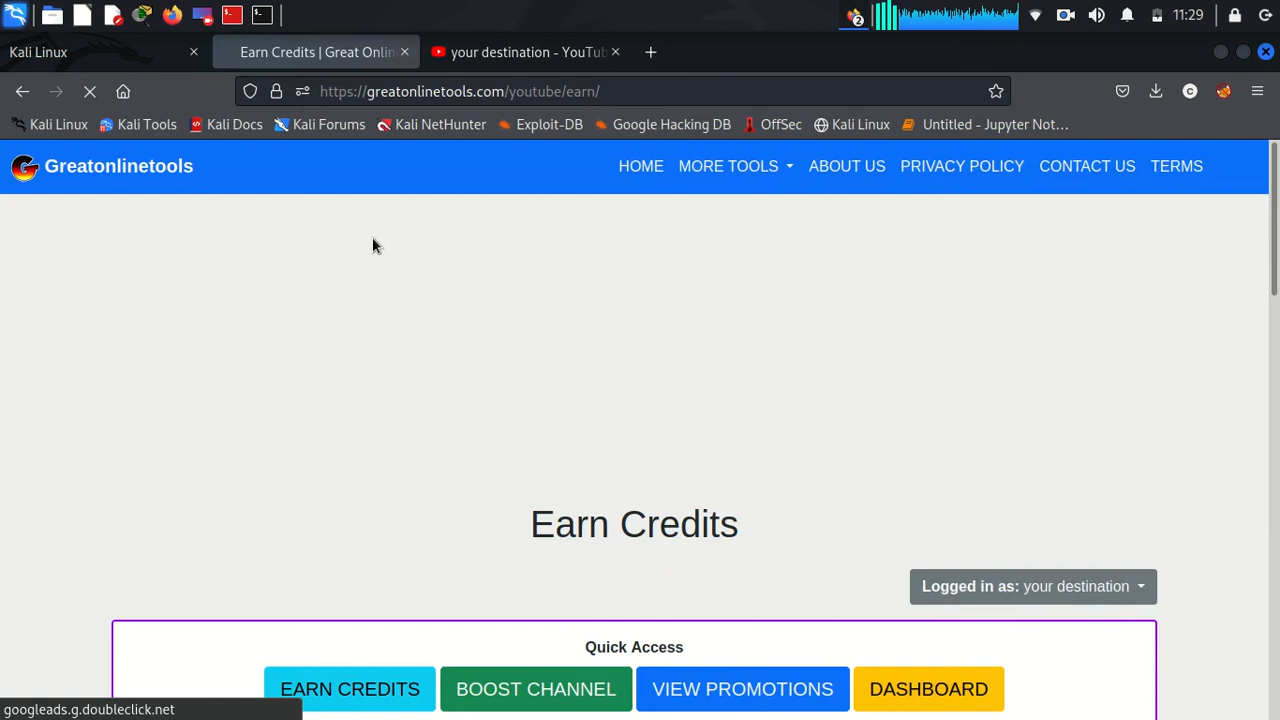 2
11:29
Kali Linux
Earn Credits | Great Onlin
your destination - YouTub
https://greatonlinetools.com/youtube/earn/
Kali Linux
Kali Tools
Kali Docs
Kali Forums
Kali NetHunter
Exploit-DB
Google Hacking DB
OffSec
Kali Linux
Untitled - Jupyter Not...
Greatonlinetools
HOME
MORE TOOLS
ABOUT US
PRIVACY POLICY
CONTACT US
TERMS
Earn Credits
Logged in as: your destination
Quick Access
EARN CREDITS
BOOST CHANNEL
VIEW PROMOTIONS
DASHBOARD
googleads.g.doubleclick.net